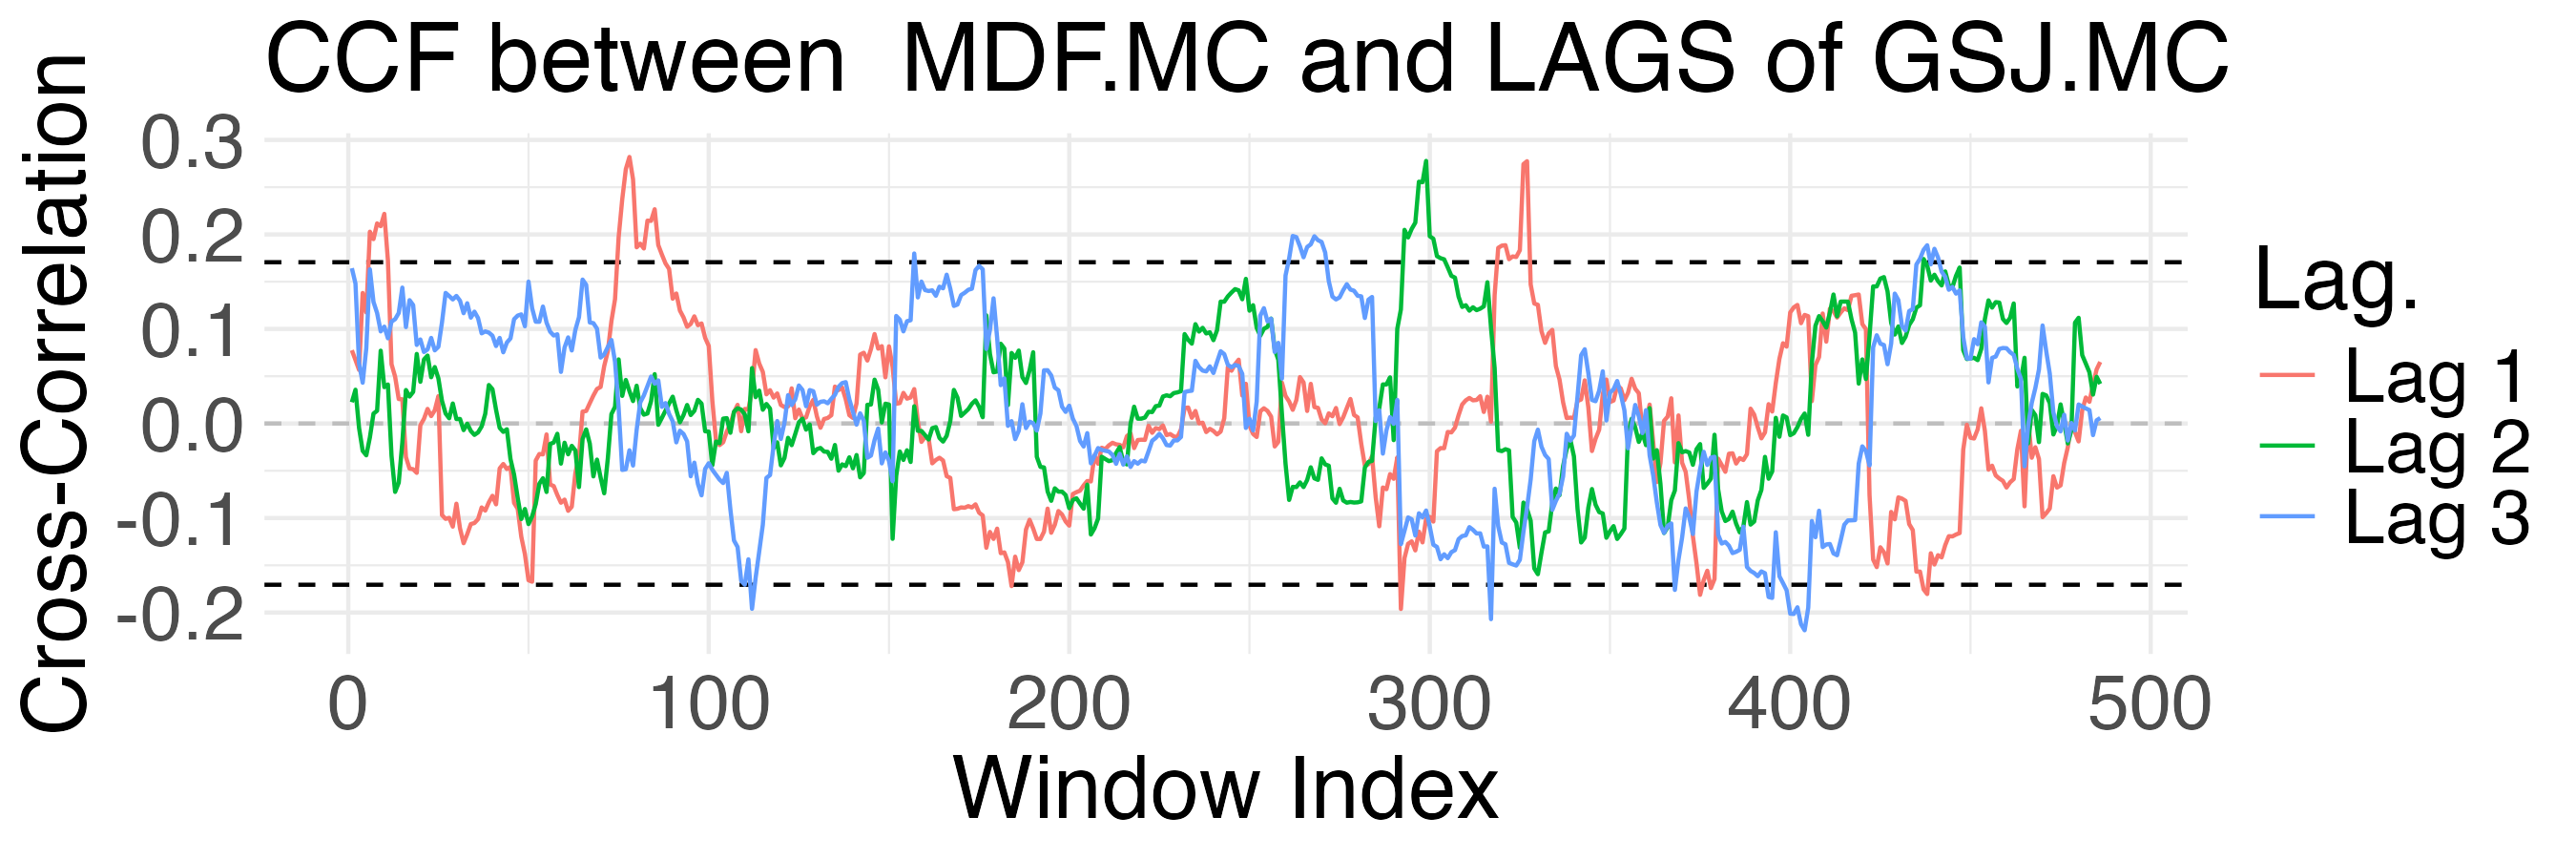 CCF between  MDF.MC and LAGS of GSJ.MC
Cross-Correlation
0.3
0.2
0.1
0.0
-0.1
-0.2
0 100 200 300 400 500
Window Index
Lag.
Lag 1
Lag 2
Lag 3